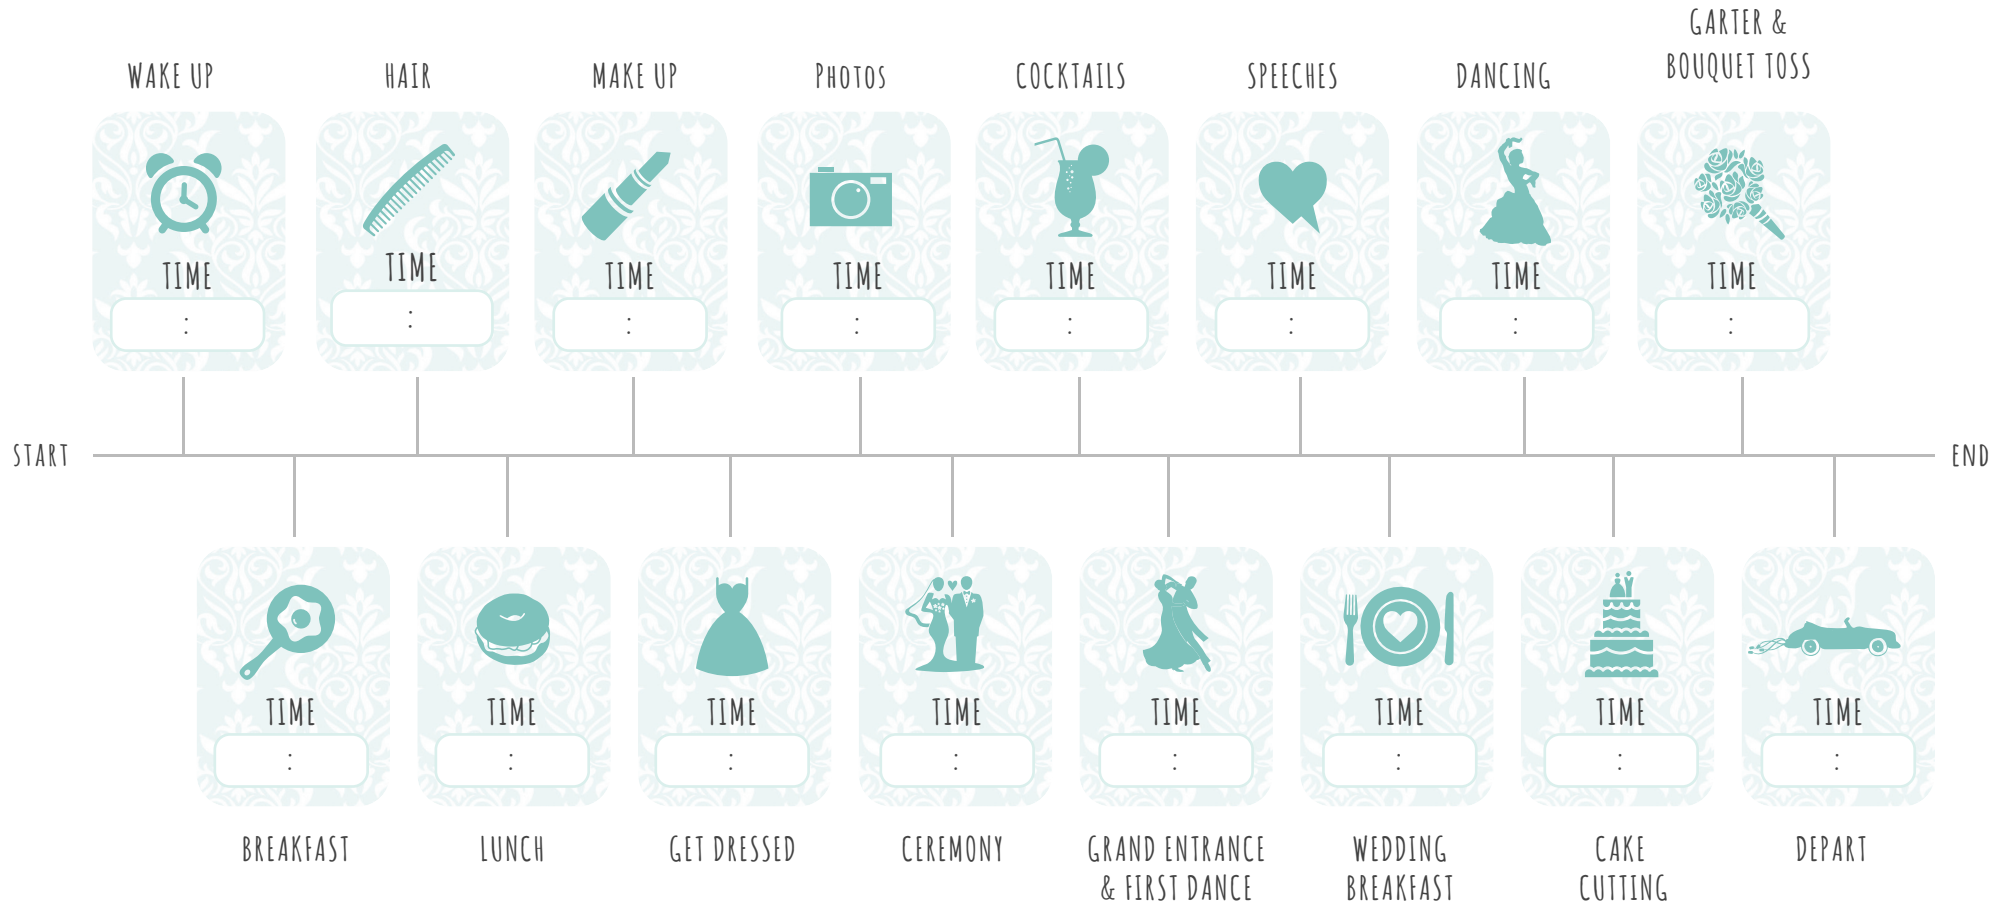 GARTER &
BOUQUET TOSS
WAKE UP
HAIR
MAKE UP
PHOTOS
COCKTAILS
SPEECHES
DANCING
TIME
:
TIME
:
TIME
:
TIME
:
TIME
:
TIME
:
TIME
:
TIME
:
START
END
TIME
:
TIME
:
TIME
:
TIME
:
TIME
:
TIME
:
TIME
:
TIME
:
BREAKFAST
LUNCH
GET DRESSED
CEREMONY
GRAND ENTRANCE
& FIRST DANCE
WEDDING
BREAKFAST
CAKE
CUTTING
DEPART